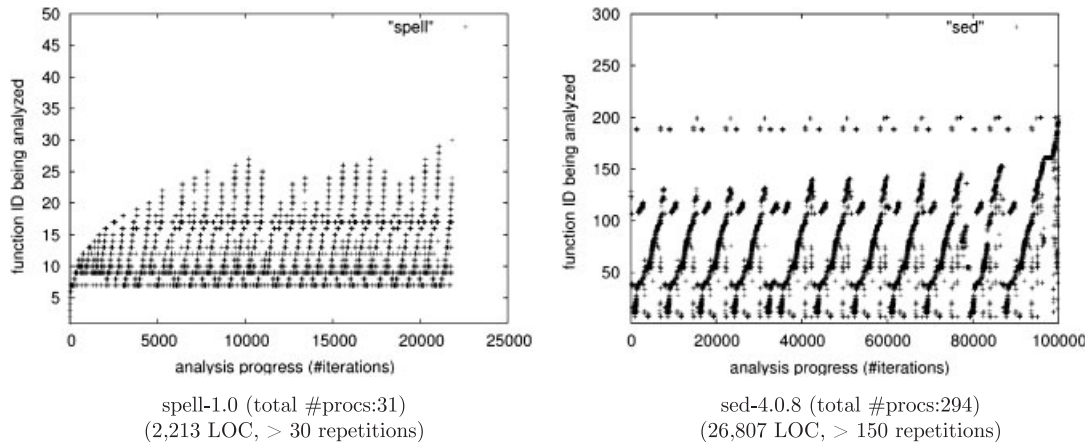 50
45
40
35
30
25
20
15
10
5
function ID being analyzed
"spell"
0
5000
10000
15000
20000
25000
analysis progress (#iterations)
spell-1.0 (total #procs:31)
(2,213 LOC, > 30 repetitions)
300
250
200
150
100
50
function ID being analyzed
"sed"
0
20000
40000
60000
80000
100000
analysis progress (#iterations)
sed-4.0.8 (total #procs:294)
(26,807 LOC, > 150 repetitions)